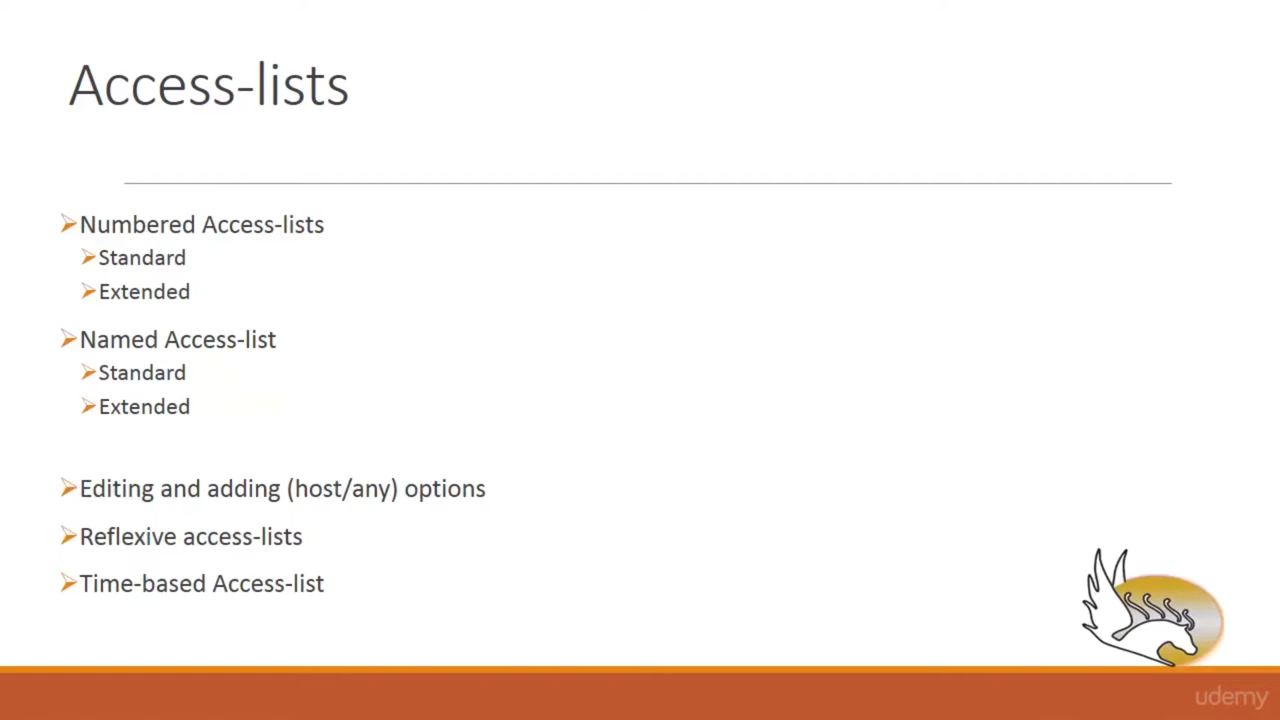 Access-lists
Numbered Access-lists
Standard
Extended
Named Access-list
Standard
Extended
Editing and adding (host/any) options
Reflexive access-lists
Time-based Access-list
udemy